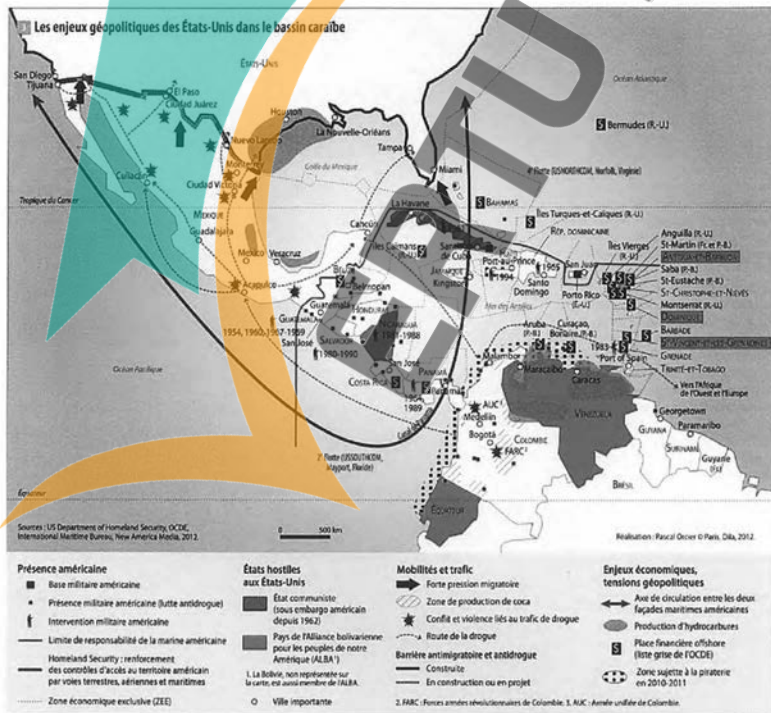 3 Les enjeux géopolitiques des États-Unis dans le bassin caraïbe
San Diego
Tijuana
El Paso
Ciudad Juárez
ÉTATS-UNIS
Océan Atlantique
Houston
La Nouvelle-Orléans
Nuevo Laredo
Tampa
Bermudes (R.-U.)
Monterrey
Miami
4e Flotte (USNORTHCOM, Norfolk, Virginie)
Golfe du Mexique
Culiacán
Ciudad Victoria
BAHAMAS
Tropique du Cancer
MEXIQUE
La Havane
Îles Turques-et-Caïques (R.-U.)
Guadalajara
Cancún
RÉP. DOMINICAINE
Îles Vierges (R.-U.)
Anguilla (R.-U.)
St-Martin (Fr. et P.-B.)
ANTIGUA-ET-BARBUDA
Saba (P.-B.)
St-Eustache (P.-B.)
ST-CHRISTOPHE-ET-NIÉVÈS
Montserrat (R.-U.)
DOMINIQUE
BARBADE
ST-VINCENT-ET-LES-GRENADINES
GRENADE
TRINITÉ-ET-TOBAGO
Mexico
Veracruz
Îles Caïmans (R.-U.)
Santiago de Cuba
Port-au-Prince
1994
1965
San Juan
Santo Domingo
Porto Rico (É.-U.)
JAMAÏQUE
Kingston
Mer des Antilles
Acapulco
Belmopan
GUATEMALA
Guatemala
HONDURAS
1954, 1960, 1967-1969
NICARAGUA
1981-1988
San José
SALVADOR
1980-1990
San José
COSTA RICA
PANAMÁ
1964
1989
Aruba (P.-B.)
Curaçao, Bonaire (P.-B.)
1983
Port of Spain
Malambo
Maracaibo
Caracas
Vers l'Afrique de l'Ouest et l'Europe
Océan Pacifique
AUC3
Medellín
Bogotá
COLOMBIE
FARC2
VENEZUELA
Georgetown
Paramaribo
GUYANA
SURINAM
Guyane (Fr.)
BRÉSIL
Flotte (USSOUTHCOM, Mayport, Floride)
Équateur
ÉQUATEUR
Sources : US Department of Homeland Security, OCDE,
International Maritime Bureau, New America Media, 2012.
0 500 km
Réalisation : Pascal Orcier © Paris, Dila, 2012.
Présence américaine
Base militaire américaine
Présence militaire américaine (lutte antidrogue)
Intervention militaire américaine
Limite de responsabilité de la marine américaine
Homeland Security : renforcement
des contrôles d'accès au territoire américain
par voies terrestres, aériennes et maritimes
Zone économique exclusive (ZEE)
États hostiles
aux États-Unis
État communiste
(sous embargo américain
depuis 1962)
Pays de l'Alliance bolivarienne
pour les peuples de notre
Amérique (ALBA1)
1. La Bolivie, non représentée sur
la carte, est aussi membre de l'ALBA.
Ville importante
Mobilités et trafic
Forte pression migratoire
Zone de production de coca
Conflit et violence liés au trafic de drogue
Route de la drogue
Barrière antimigratoire et antidrogue
Construite
En construction ou en projet
2. FARC : Forces armées révolutionnaires de Colombie. 3. AUC : Armée unifiée de Colombie.
Enjeux économiques,
tensions géopolitiques
Axe de circulation entre les deux
façades maritimes américaines
Production d'hydrocarbures
Place financière offshore
(liste grise de l'OCDE)
Zone sujette à la piraterie
en 2010-2011